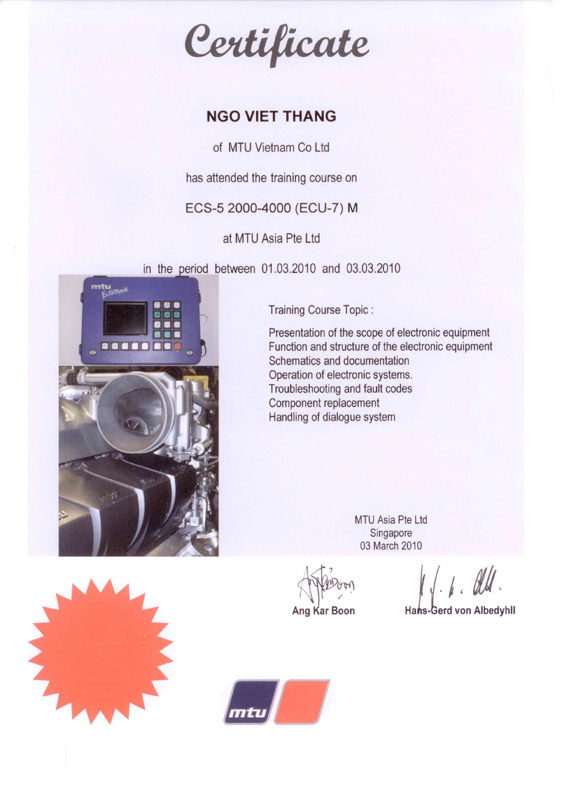 Certificate
NGO VIET THANG
of MTU Vietnam Co Ltd
has attended the training course on
ECS-5 2000-4000 (ECU-7) M
at MTU Asia Pte Ltd
in the period between 01.03.2010 and 03.03.2010
mtu
Training Course Topic :
Presentation of the scope of electronic equipment
Function and structure of the electronic equipment
Schematics and documentation
Operation of electronic systems.
Troubleshooting and fault codes
Component replacement
Handling of dialogue system
MTU Asia Pte Ltd
Singapore
03 March 2010
Ang Kar Boon
Hans-Gerd von Albedyhll
mtu